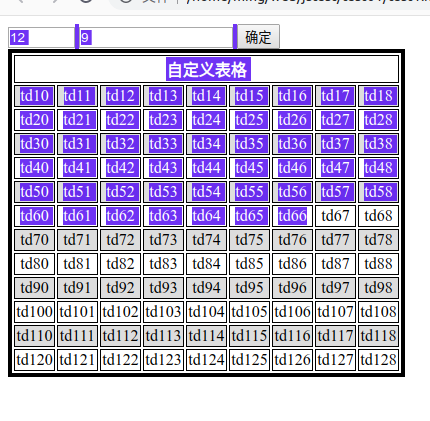 12 9 确定
自定义表格
td10 td11 td12 td13 td14 td15 td16 td17 td18
td20 td21 td22 td23 td24 td25 td26 td27 td28
td30 td31 td32 td33 td34 td35 td36 td37 td38
td40 td41 td42 td43 td44 td45 td46 td47 td48
td50 td51 td52 td53 td54 td55 td56 td57 td58
td60 td61 td62 td63 td64 td65 td66 td67 td68
td70 td71 td72 td73 td74 td75 td76 td77 td78
td80 td81 td82 td83 td84 td85 td86 td87 td88
td90 td91 td92 td93 td94 td95 td96 td97 td98
td100 td101 td102 td103 td104 td105 td106 td107 td108
td110 td111 td112 td113 td114 td115 td116 td117 td118
td120 td121 td122 td123 td124 td125 td126 td127 td128